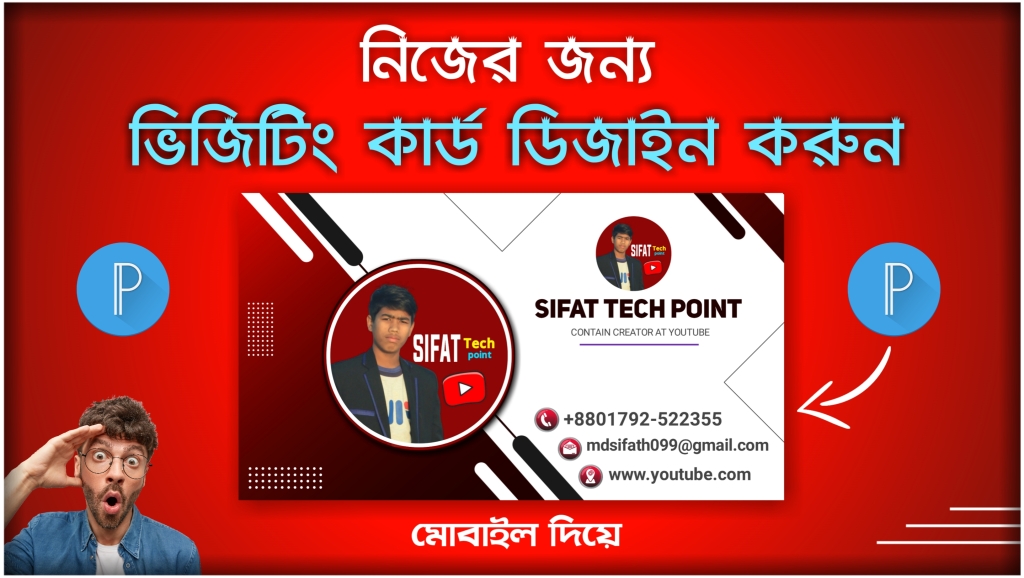 নিজের জন্য
ভিজিটিং কার্ড ডিজাইন করুন
SIFAT Tech
point
SIFAT Tech
point
SIFAT TECH POINT
CONTAIN CREATOR AT YOUTUBE
+8801792-522355
mdsifath099@gmail.com
www.youtube.com
মোবাইল দিয়ে